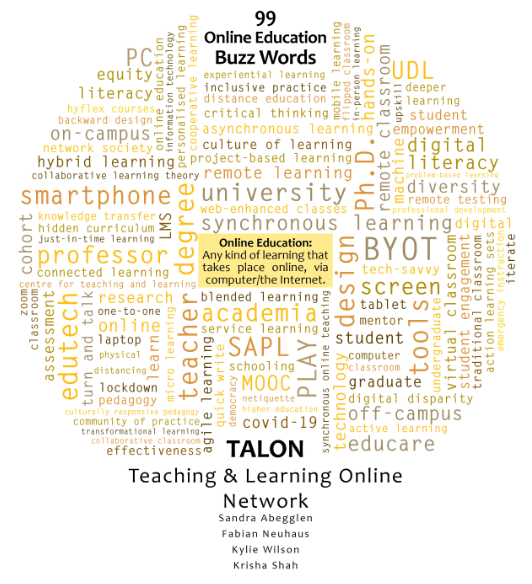 99
Online Education
Buzz Words
PC
equity
literacy
hyflex courses
backward design
on-campus
network society
hybrid learning
collaborative learning theory
online education
information technology
personalised learning
cooperative learning
experiential learning
inclusive practice
distance education
critical thinking
asynchronous learning
culture of learning
project-based learning
remote learning
mobile learning
flipped classroom
in-person learning
hands-on
Ph.D.
remote classroom
UDL
upskill
deeper
learning
student
empowerment
machine
digital
literacy
problem-based learning
diversity
remote testing
professional development
smartphone
degree
university
web-enhanced classes
synchronous learning
digital
cohort
knowledge transfer
hidden curriculum
just-in-time learning
LMS
professor
connected learning
centre for teaching and learning
Online Education:
Any kind of learning that
takes place online, via
computer/the Internet.
design
BYOT
tech-savvy
screen
tablet
mentor
student
computer
classroom
graduate
tools
undergraduate
virtual classroom
student engagement
traditional classroom
action learning sets
emergency instruction
iterate
zoom
classroom
assessment
edutech
turn and talk
research
one-to-one
online
laptop
physical
distancing
learn
micro learning
lockdown
pedagogy
culturally responsive pedagogy
community of practice
transformational learning
collaborative classroom
effectiveness
teacher
agile learning
blended learning
academia
service learning
quick write
SAPL
schooling
democracy
MOOC
netiquette
higher education
covid-19
PLAY
synchronous online teaching
technology
digital disparity
off-campus
active learning
educare
TALON
Teaching & Learning Online
Network
Sandra Abegglen
Fabian Neuhaus
Kylie Wilson
Krisha Shah